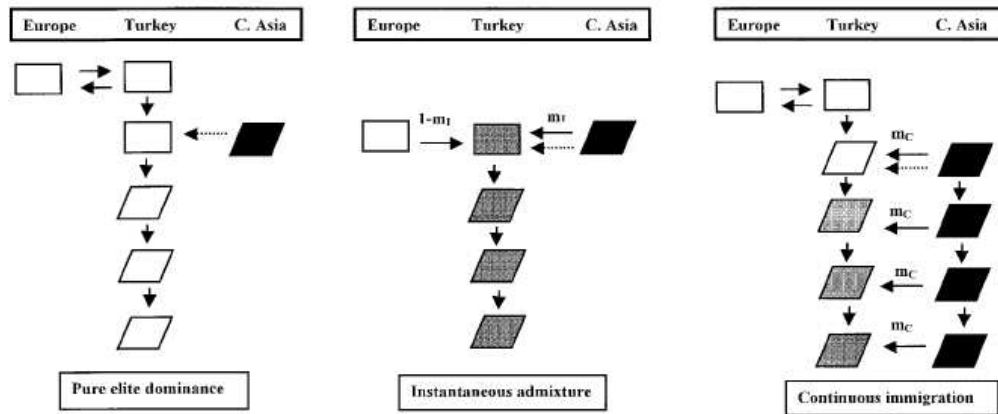 Europe Turkey C. Asia
Pure elite dominance
Europe Turkey C. Asia
1-mI mI
Instantaneous admixture
Europe Turkey C. Asia
mC
mC
mC
mC
Continuous immigration